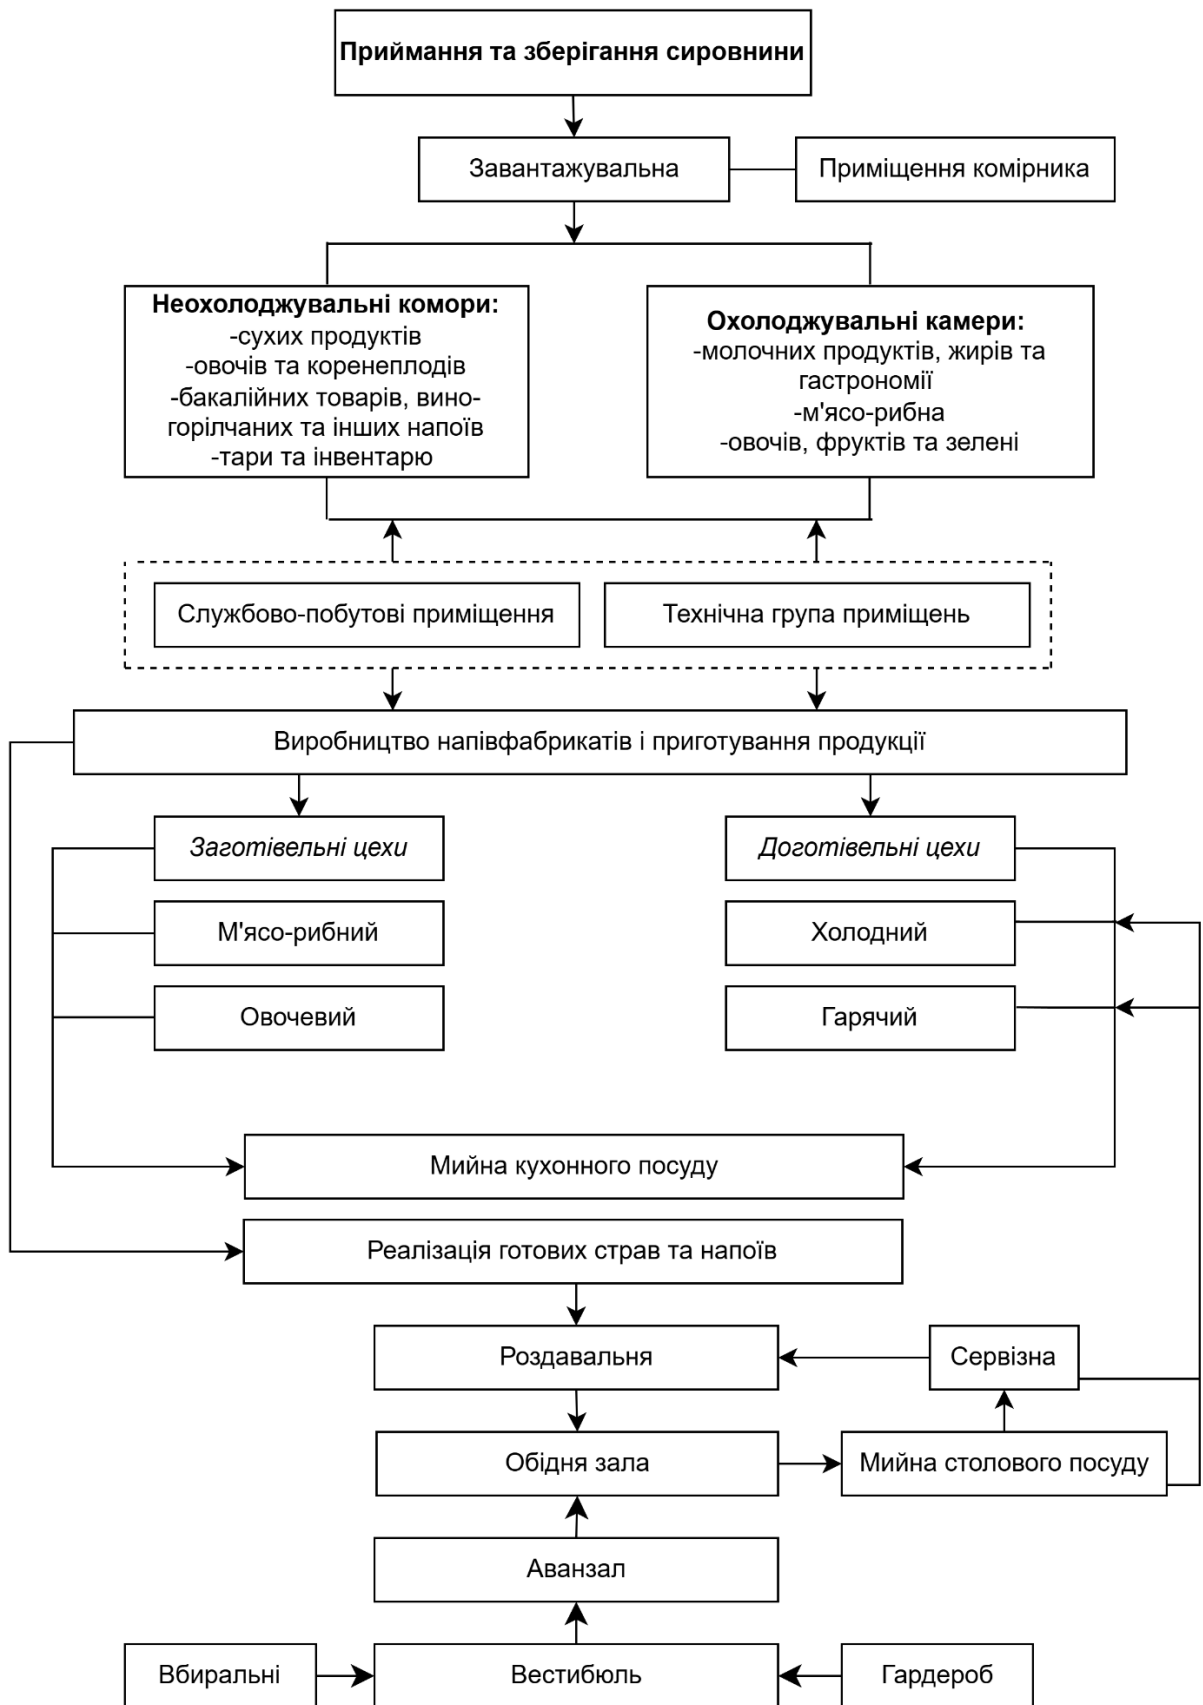 Приймання та зберігання сировнини
Завантажувальна
Приміщення комірника
Неохолоджувальні комори:
-сухих продуктів
-овочів та коренеплодів
-бакалійних товарів, вино-
горілчаних та інших напоїв
-тари та інвентарю
Охолоджувальні камери:
-молочних продуктів, жирів та
гастрономії
-м'ясо-рибна
-овочів, фруктів та зелені
Службово-побутові приміщення
Технічна група приміщень
Виробництво напівфабрикатів і приготування продукції
Заготівельні цехи
Доготівельні цехи
М'ясо-рибний
Холодний
Овочевий
Гарячий
Мийна кухонного посуду
Реалізація готових страв та напоїв
Роздавальня
Сервізна
Обідня зала
Мийна столового посуду
Аванзал
Вбиральні
Вестибюль
Гардероб